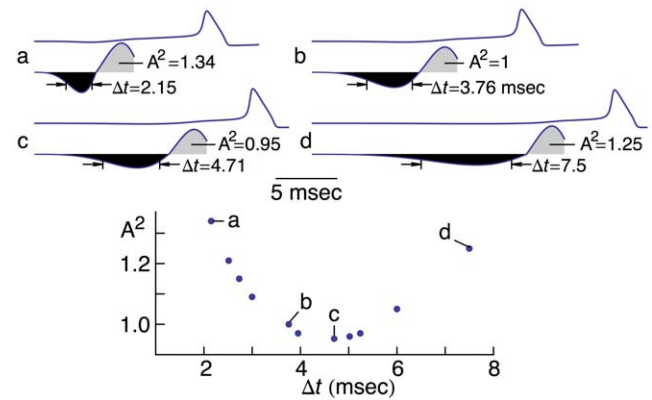 a
A²=1.34
Δt=2.15
b
A²=1
Δt=3.76 msec
c
A²=0.95
Δt=4.71
d
A²=1.25
Δt=7.5
5 msec
A²
1.2
1.0
a
b
c
d
2 4 6 8
Δt (msec)